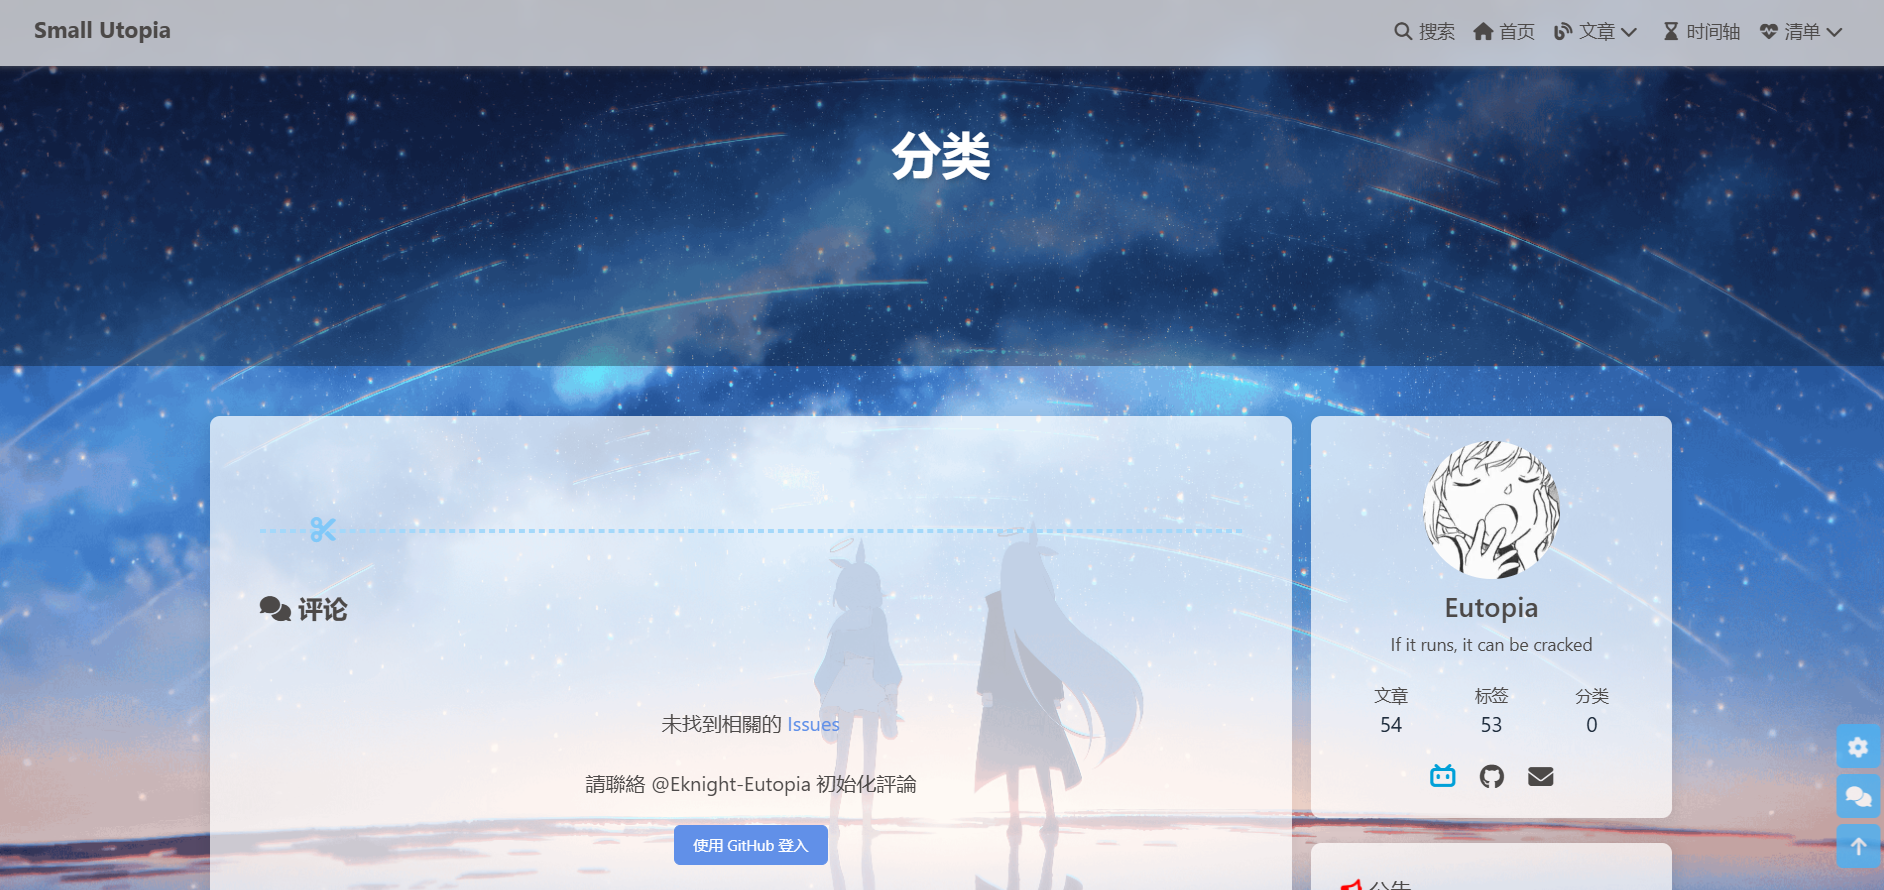 Small Utopia
搜索 首页 文章 时间轴 清单
分类
评论
未找到相關的 Issues
請聯絡 @Eknight-Eutopia 初始化評論
使用 GitHub 登入
Eutopia
If it runs, it can be cracked
文章 标签 分类
54 53 0
公告